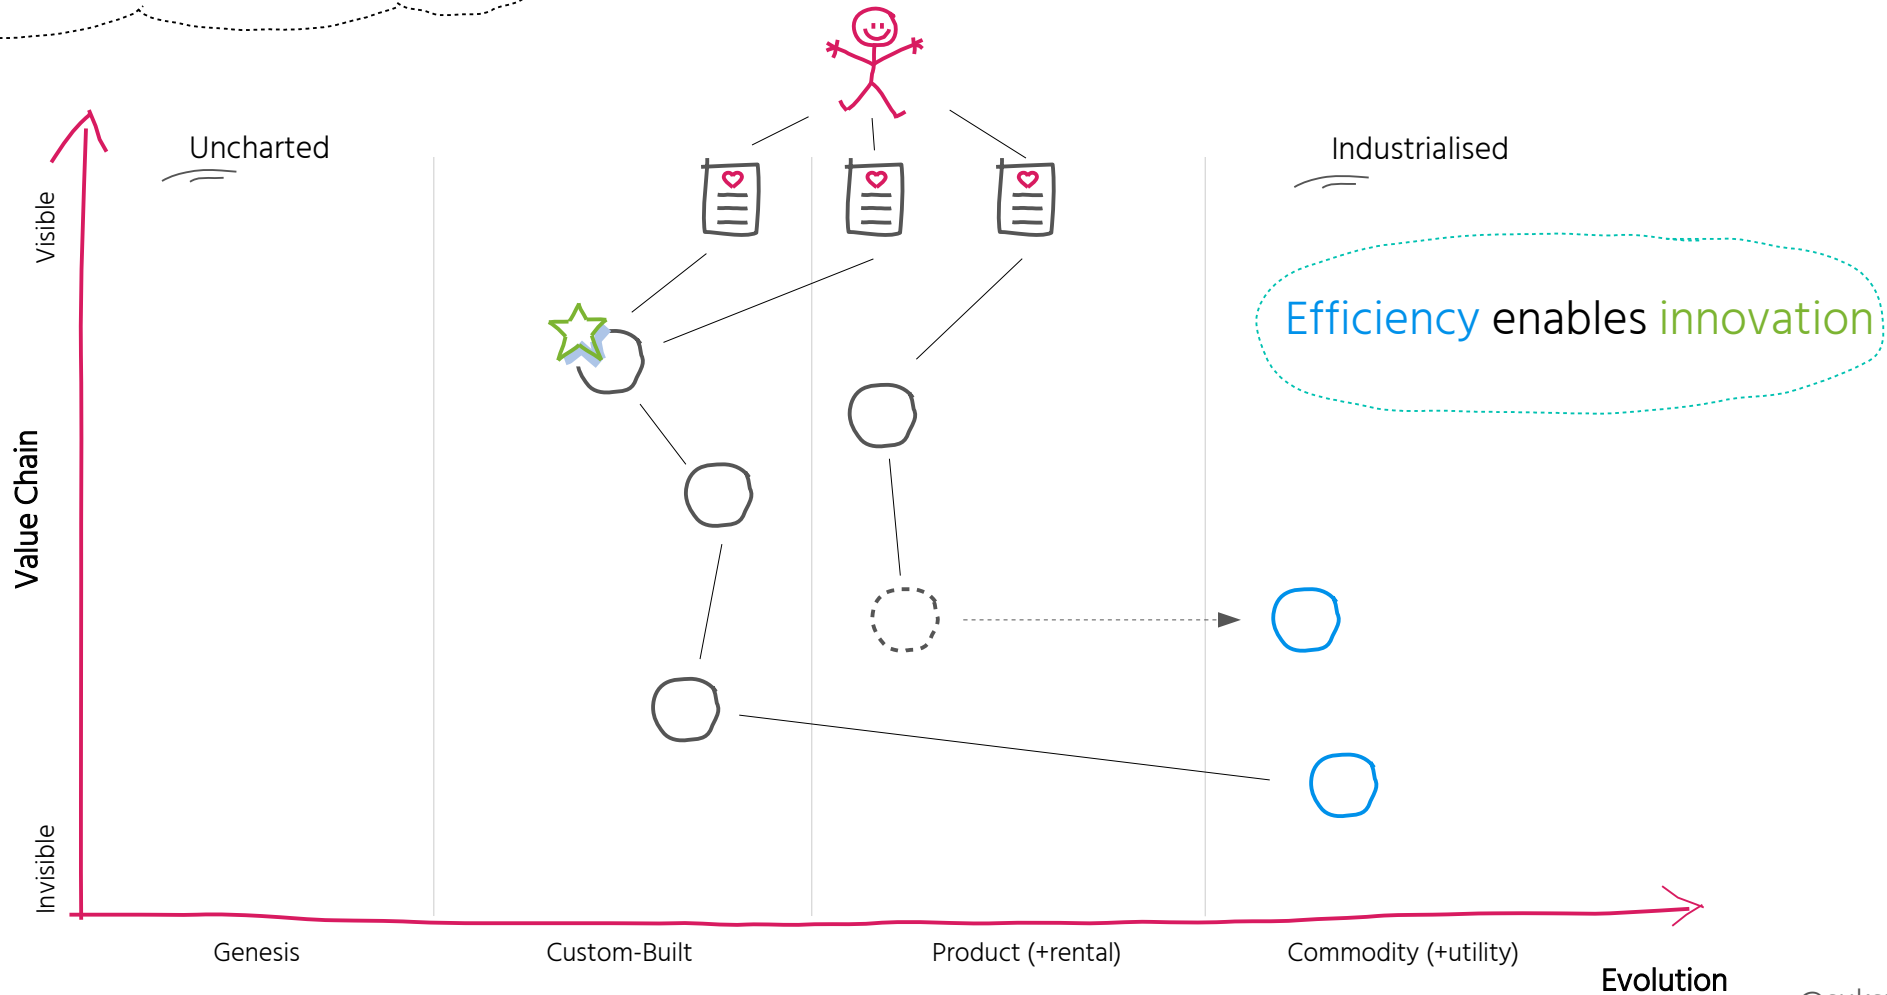 Uncharted
Industrialised
Visible
Efficiency enables innovation
Value Chain
Invisible
Genesis
Custom-Built
Product (+rental)
Commodity (+utility)
Evolution